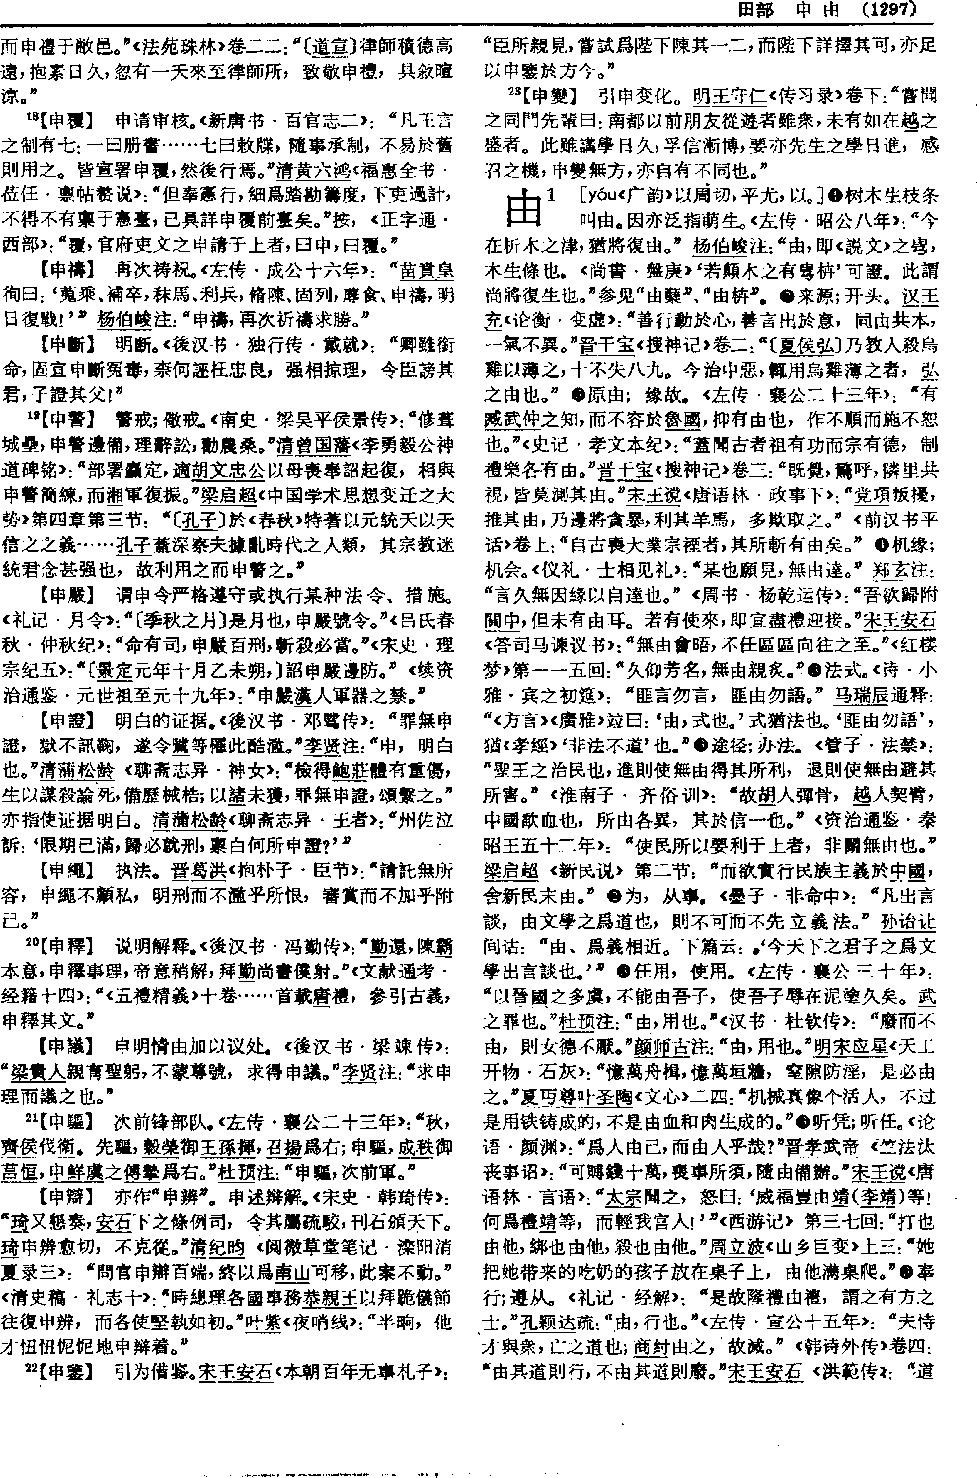 田部 申由 (1297)
而申禮于敝邑。”《法苑珠林》卷二二：“〔道宣〕律師積德高
遠，抱素日久，忽有一天來至律師所，致敬申禮，具敘暄
涼。”
18【申覆】 申请审核。《新唐书·百官志二》：“凡王言
之制有七：一曰册書……七曰敕牒，隨事承制，不易於舊
則用之。皆宣署申覆，然後行焉。”清黄六鸿《福惠全书·
莅任·禀帖赘说》：“但奉憲行，細爲踏勘籌度，下吏過計，
不得不有稟于憲臺，已具詳申覆前臺矣。”按，《正字通·
西部》：“覆，官府吏文之申請于上者，曰申，曰覆。”
【申禱】 再次祷祝。《左传·成公十六年》：“苗賁皇
徇曰：‘蒐乘、補卒，秣馬、利兵，脩陳、固列，蓐食、申禱，明
日復戰！’”杨伯峻注：“申禱，再次祈禱求勝。”
【申斷】 明断。《後汉书·独行传·戴就》：“卿雖銜
命，固宜申斷冤毒，柰何誣枉忠良，强相掠理，令臣謗其
君，子證其父！”
19【申警】 警戒；儆戒。《南史·梁吴平侯景传》：“修葺
城壘，申警邊備，理辭訟，勸農桑。”清曾国藩《李勇毅公神
道碑铭》：“部署麤定，適胡文忠公以母喪奉詔起復，相與
申警簡練，而湘軍復振。”梁启超《中国学术思想变迁之大
势》第四章第三节：“〔孔子〕於《春秋》特著以元統天以天
信之之義……孔子蓋深察夫據亂時代之人類，其宗教迷
統君念甚强也，故利用之而申警之。”
【申嚴】 谓申令严格遵守或执行某种法令、措施。
《礼记·月令》：“〔季秋之月〕是月也，申嚴號令。”《吕氏春
秋·仲秋纪》：“命有司，申嚴百刑，斬殺必當。”《宋史·理
宗纪五》：“〔景定元年十月乙未朔，〕詔申嚴邊防。”《续资
治通鉴·元世祖至元十九年》：“申嚴漢人軍器之禁。”
【申證】 明白的证据。《後汉书·邓骘传》：“罪無申
證，獄不訊鞫，遂令騭等罹此酷濫。”李贤注：“申，明白
也。”清蒲松龄《聊斋志异·神女》：“檢得鮑莊體有重傷，
生以謀殺論死，備歷械梏；以諸未獲，罪無申證，頌繫之。”
亦指使证据明白。清蒲松龄《聊斋志异·王者》：“州佐泣
訴：‘限期已滿，歸必就刑，稟白何所申證？’”
【申繩】 执法。晋葛洪《抱朴子·臣节》：“請託無所
容，申繩不顧私，明刑而不濫乎所恨，審賞而不加乎附
己。”
20【申釋】 说明解释。《後汉书·冯勤传》：“勤還，陳霸
本意，申釋事理，帝意稍解，拜勤尚書僕射。”《文献通考·
经籍十四》：“《五禮精義》十卷……首載唐禮，參引古義，
申釋其文。”
【申議】 申明情由加以议处。《後汉书·梁竦传》：
“梁貴人親育聖躬，不蒙尊號，求得申議。”李贤注：“求申
理而議之也。”
21【申驅】 次前锋部队。《左传·襄公二十三年》：“秋，
齊侯伐衛。先驅，穀榮御王孫揮，召揚爲右；申驅，成秩御
莒恒，申鮮虞之傅摯爲右。”杜预注：“申驅，次前軍。”
【申辯】 亦作“申辨”。申述辩解。《宋史·韩琦传》：
“琦又懇奏，安石下之條例司，令其屬疏駁，刊石頒天下。
琦申辨愈切，不克從。”清纪昀《阅微草堂笔记·滦阳消
夏录三》：“問官申辯百端，終以爲南山可移，此案不動。”
《清史稿·礼志十》：“時總理各國事務恭親王以拜跪儀節
往復申辨，而各使堅執如初。”叶紫《夜哨线》：“半晌，他
才忸忸怩怩地申辯着。”
22【申鑒】 引为借鉴。宋王安石《本朝百年无事札子》：
“臣所親見，嘗試爲陛下陳其一二，而陛下詳擇其可，亦足
以申鑒於方今。”
23【申變】 引申变化。明王守仁《传习录》卷下：“嘗聞
之同門先輩曰：南都以前朋友從遊者雖衆，未有如在越之
盛者。此雖講學日久，孚信漸博，要亦先生之學日進，感
召之機，申變無方，亦自有不同也。”
由1 [yóu《广韵》以周切，平尤，以。]❶树木生枝条
叫由。因亦泛指萌生。《左传·昭公八年》：“今
在析木之津，猶將復由。”杨伯峻注：“由，即《説文》之㽕，
木生條也。《尚書·盤庚》‘若顛木之有㽕枿’可證。此謂
尚將復生也。”参见“由蘖”、“由枿”。❷来源；开头。汉王
充《论衡·变虚》：“善行動於心，善言出於意，同由共本，
一氣不異。”晋干宝《搜神记》卷二：“〔夏侯弘〕乃教人殺烏
雞以薄之，十不失八九。今治中惡，輒用烏雞薄之者，弘
之由也。”❸原由；缘故。《左传·襄公二十三年》：“有
臧武仲之知，而不容於魯國，抑有由也，作不順而施不恕
也。”《史记·孝文本纪》：“蓋聞古者祖有功而宗有德，制
禮樂各有由。”晋干宝《搜神记》卷三：“既覺，驚呼，隣里共
視，皆莫測其由。”宋王谠《唐语林·政事下》：“党項叛擾，
推其由，乃邊將貪暴，利其羊馬，多欺取之。”《前汉书平
话》卷上：“自古喪大業宗祧者，其所斬有由矣。”❹机缘；
机会。《仪礼·士相见礼》：“某也願見，無由達。”郑玄注：
“言久無因緣以自達也。”《周书·杨乾运传》：“吾欲歸附
關中，但未有由耳。若有使來，即宜盡禮迎接。”宋王安石
《答司马谏议书》：“無由會晤，不任區區向往之至。”《红楼
梦》第一一五回：“久仰芳名，無由親炙。”❺法式。《诗·小
雅·宾之初筵》：“匪言勿言，匪由勿語。”马瑞辰通释：
“《方言》《廣雅》竝曰：‘由，式也。’式猶法也。‘匪由勿語’，
猶《孝經》‘非法不道’也。”❻途径；办法。《管子·法禁》：
“聖王之治民也，進則使無由得其所利，退則使無由避其
所害。”《淮南子·齐俗训》：“故胡人彈骨，越人契臂，
中國歃血也，所由各異，其於信一也。”《资治通鉴·秦
昭王五十二年》：“使民所以要利于上者，非鬬無由也。”
梁启超《新民说》第二节：“而欲實行民族主義於中國，
舍新民末由。”❼为，从事。《墨子·非命中》：“凡出言
談，由文學之爲道也，則不可而不先立義法。”孙诒让
间诂：“由、爲義相近。下篇云：‘今天下之君子之爲文
學出言談也。’”❽任用，使用。《左传·襄公三十年》：
“以晉國之多虞，不能由吾子，使吾子辱在泥塗久矣。武
之罪也。”杜预注：“由，用也。”《汉书·杜钦传》：“廢而不
由，則女德不厭。”颜师古注：“由，用也。”明宋应星《天工
开物·石灰》：“億萬舟楫，億萬垣牆，窒隙防淫，是必由
之。”夏丏尊叶圣陶《文心》二四：“机械真像个活人，不过
是用铁铸成的，不是由血和肉生成的。”❾听凭；听任。《论
语·颜渊》：“爲人由己，而由人乎哉？”晋孝武帝《竺法汰
丧事诏》：“可賻錢十萬，喪事所須，隨由備辦。”宋王谠《唐
语林·言语》：“太宗聞之，怒曰：‘威福豈由靖（李靖）等！
何爲禮靖等，而輕我宫人！’”《西游记》第三七回：“打也
由他，綁也由他，殺也由他。”周立波《山乡巨变》上三：“她
把她带来的吃奶的孩子放在桌子上，由他满桌爬。”❿奉
行；遵从。《礼记·经解》：“是故隆禮由禮，謂之有方之
士。”孔颖达疏：“由，行也。”《左传·宣公十五年》：“夫恃
才與衆，亡之道也；商紂由之，故滅。”《韩诗外传》卷四：
“由其道則行，不由其道則廢。”宋王安石《洪範传》：“道